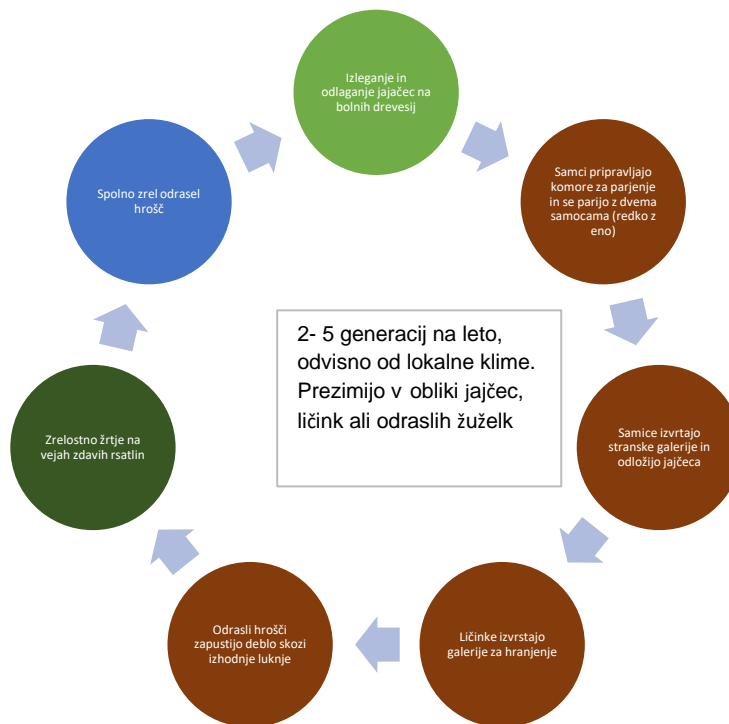 Izleganje in
odlaganje jajačec na
bolnih drevesij
Samci pripravljajo
komore za parjenje
in se parijo z dvema
samocama (redko z
eno)
Samice izvrtajo
stranske galerije in
odložijo jajčeca
Ličinke izvrstajo
galerije za hranjenje
Odrasli hrošči
zapustijo deblo skozi
izhodnje luknje
Zrelostno žrtje na
vejah zdavih rsatlin
Spolno zrel odrasel
hrošč
2- 5 generacij na leto,
odvisno od lokalne klime.
Prezimijo v obliki jajčec,
ličink ali odraslih žuželk